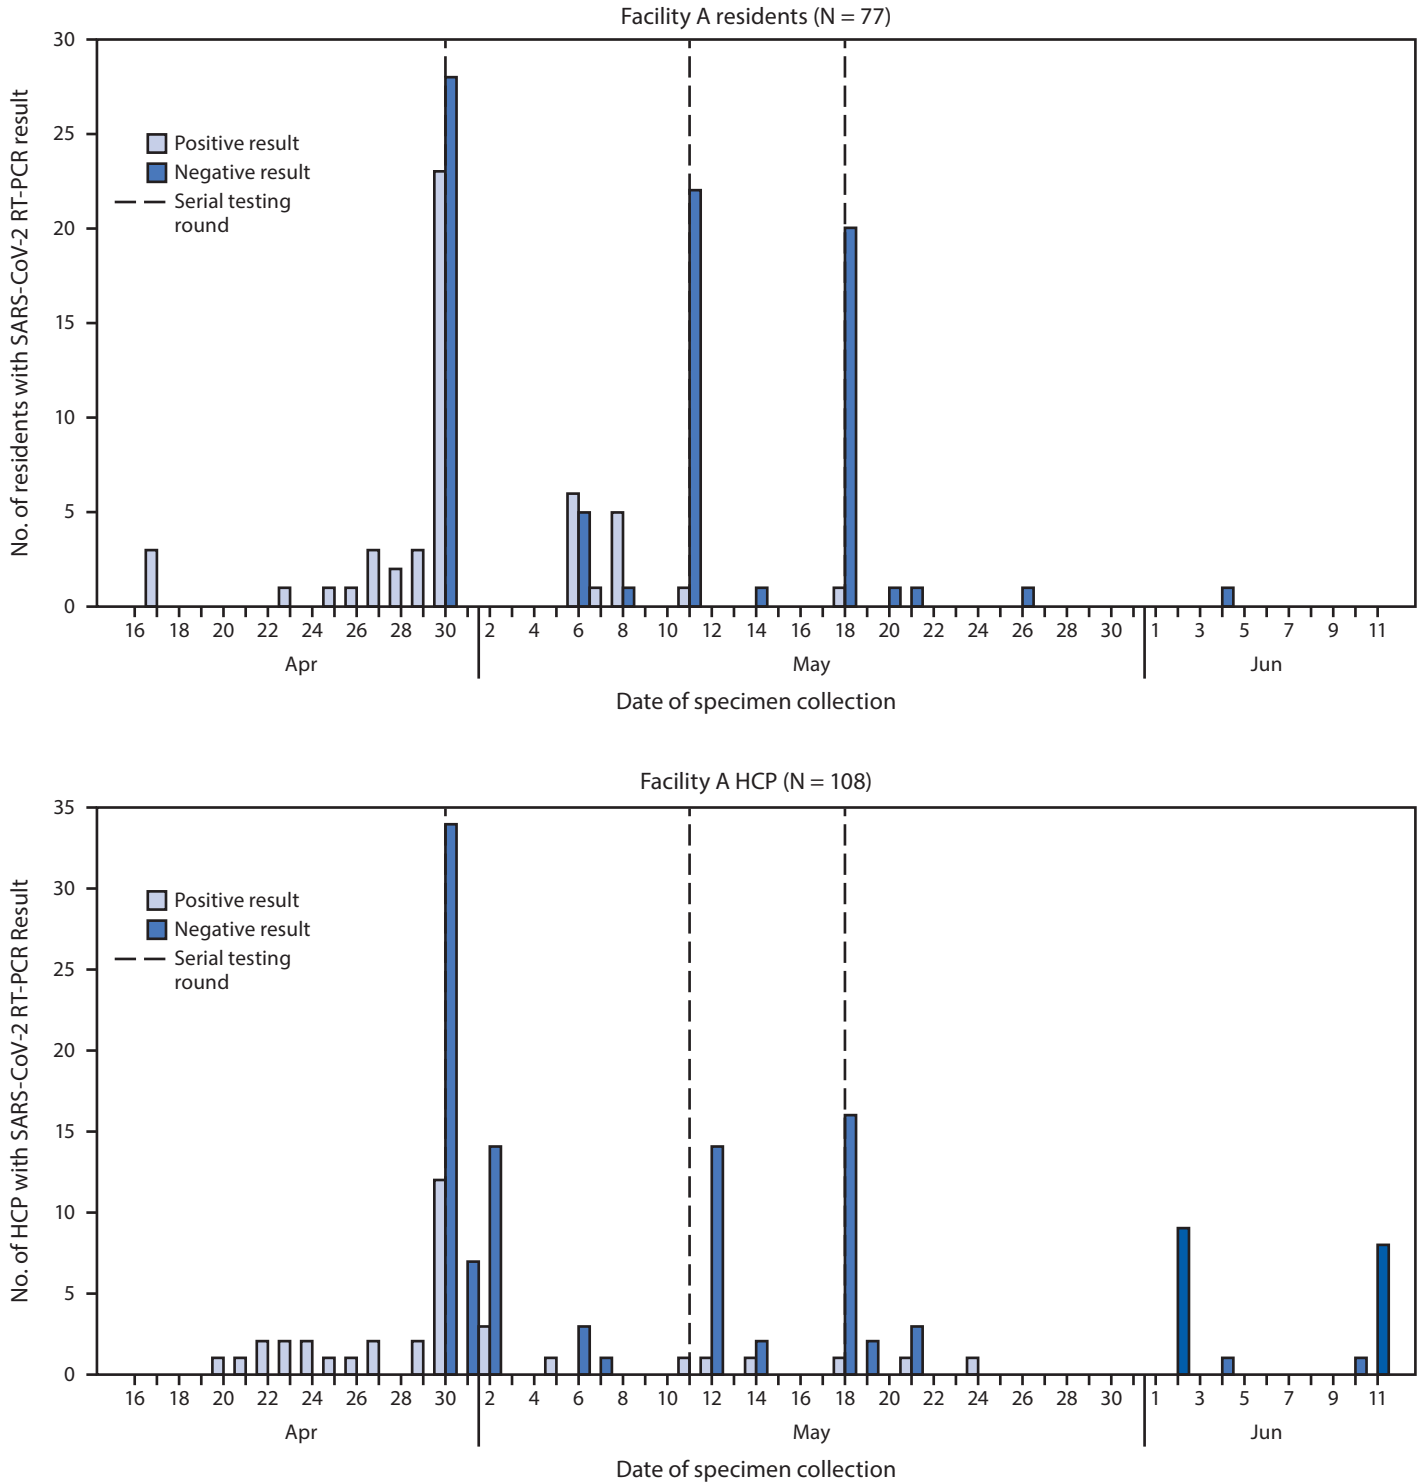 Facility A residents (N = 77)
No. of residents with SARS-CoV-2 RT-PCR result
30
25
20
15
10
5
0
Positive result
Negative result
Serial testing
round
16 18 20 22 24 26 28 30 2 4 6 8 10 12 14 16 18 20 22 24 26 28 30 1 3 5 7 9 11
Apr May Jun
Date of specimen collection
Facility A HCP (N = 108)
No. of HCP with SARS-CoV-2 RT-PCR Result
35
30
25
20
15
10
5
0
Positive result
Negative result
Serial testing
round
16 18 20 22 24 26 28 30 2 4 6 8 10 12 14 16 18 20 22 24 26 28 30 1 3 5 7 9 11
Apr May Jun
Date of specimen collection